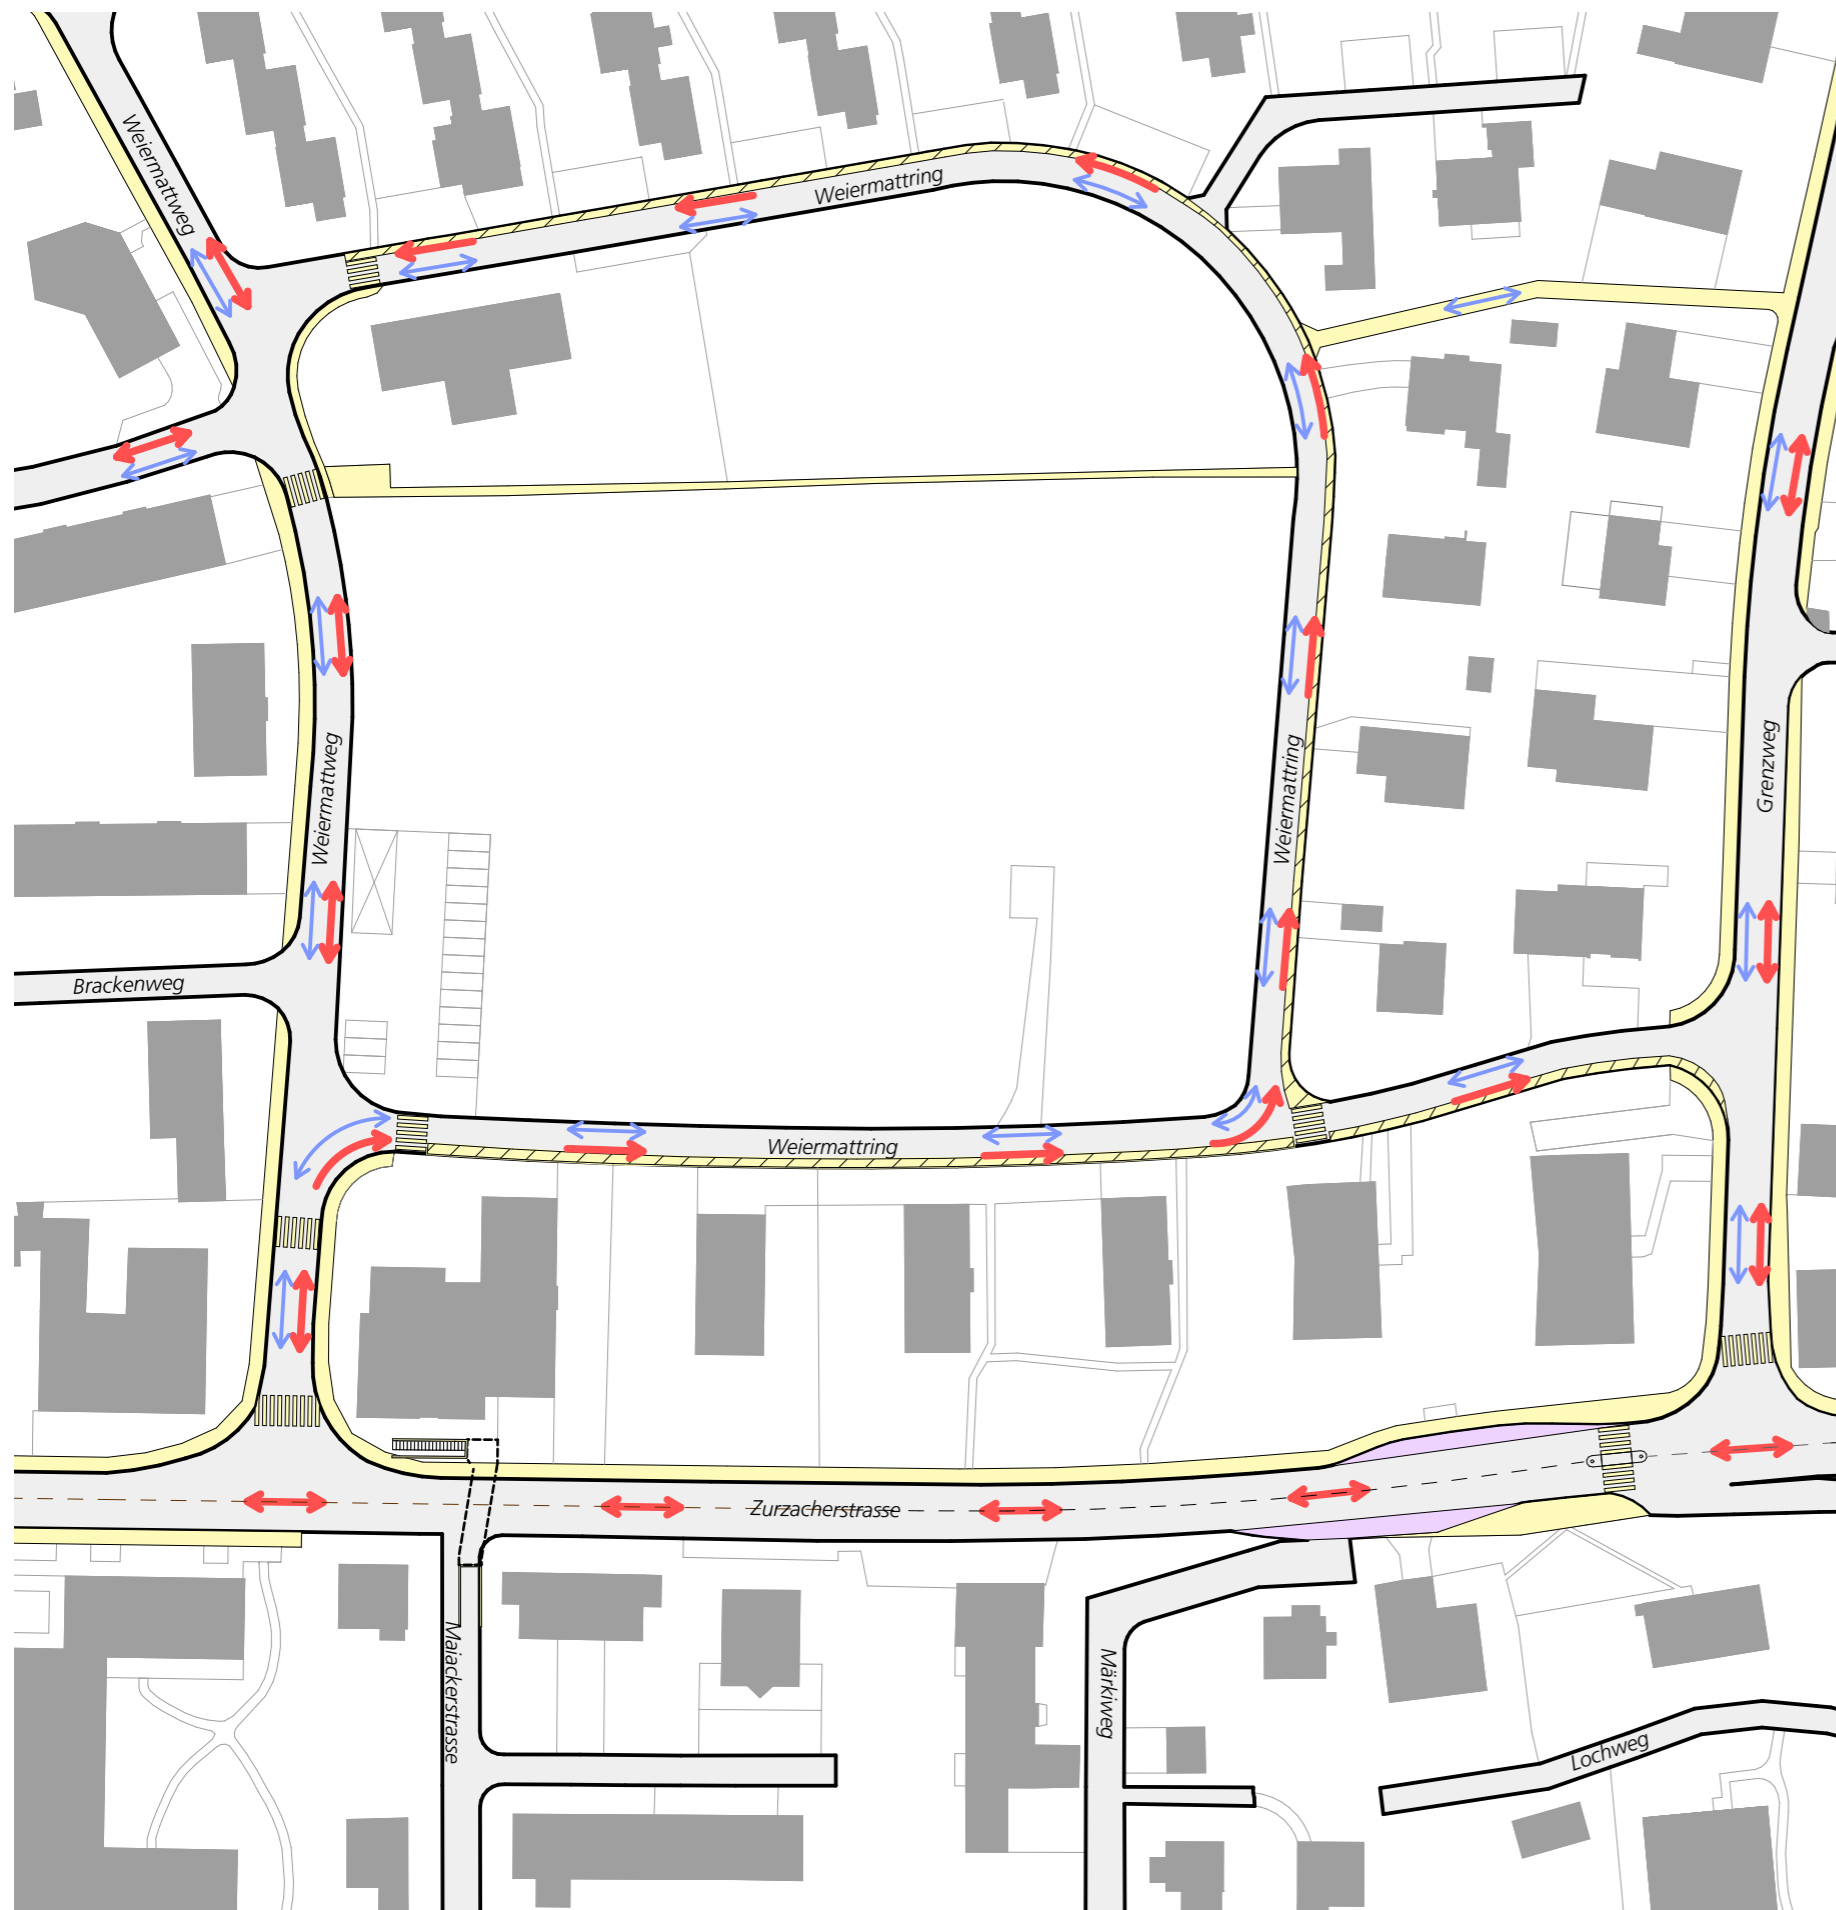 Weiermattweg
Weiermattring
Weiermattweg
Weiermattring
Grenzweg
Brackenweg
Weiermattring
Zurzacherstrasse
Maiackerstrasse
Märkiweg
Lochweg